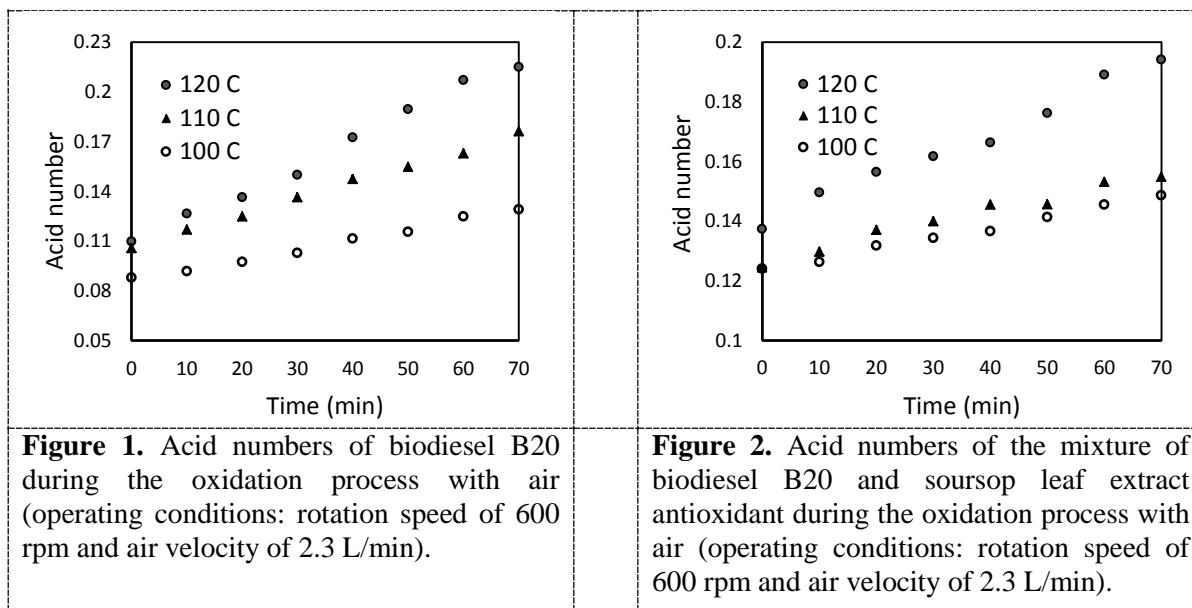 0.23
0.2
0.17
0.14
0.11
0.08
0.05
Acid number
120 C
110 C
100 C
0 10 20 30 40 50 60 70
Time (min)
Figure 1. Acid numbers of biodiesel B20
during the oxidation process with air
(operating conditions: rotation speed of 600
rpm and air velocity of 2.3 L/min).
0.2
0.18
0.16
0.14
0.12
0.1
Acid number
120 C
110 C
100 C
0 10 20 30 40 50 60 70
Time (min)
Figure 2. Acid numbers of the mixture of
biodiesel B20 and soursop leaf extract
antioxidant during the oxidation process with
air (operating conditions: rotation speed of
600 rpm and air velocity of 2.3 L/min).